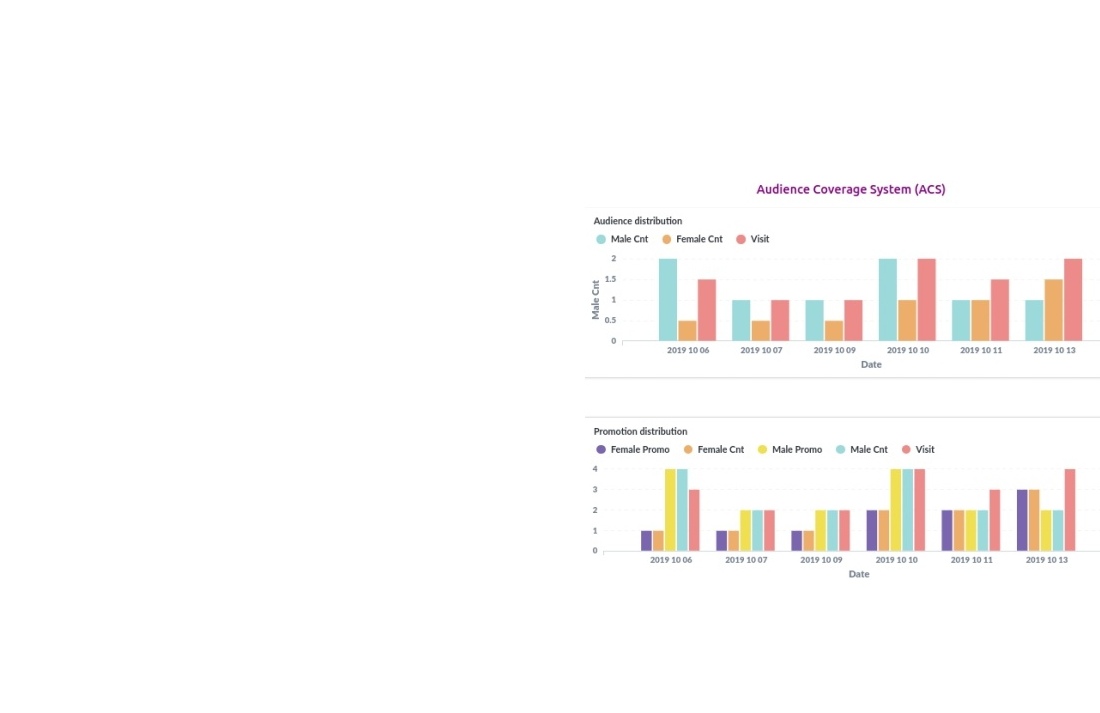 Audience Coverage System (ACS)
Audience distribution
Male Cnt Female Cnt Visit
2
1.5
1
0.5
0
Male Cnt
2019 10 06 2019 10 07 2019 10 09 2019 10 10 2019 10 11 2019 10 13
Date
Promotion distribution
Female Promo Female Cnt Male Promo Male Cnt Visit
4
3
2
1
0
2019 10 06 2019 10 07 2019 10 09 2019 10 10 2019 10 11 2019 10 13
Date